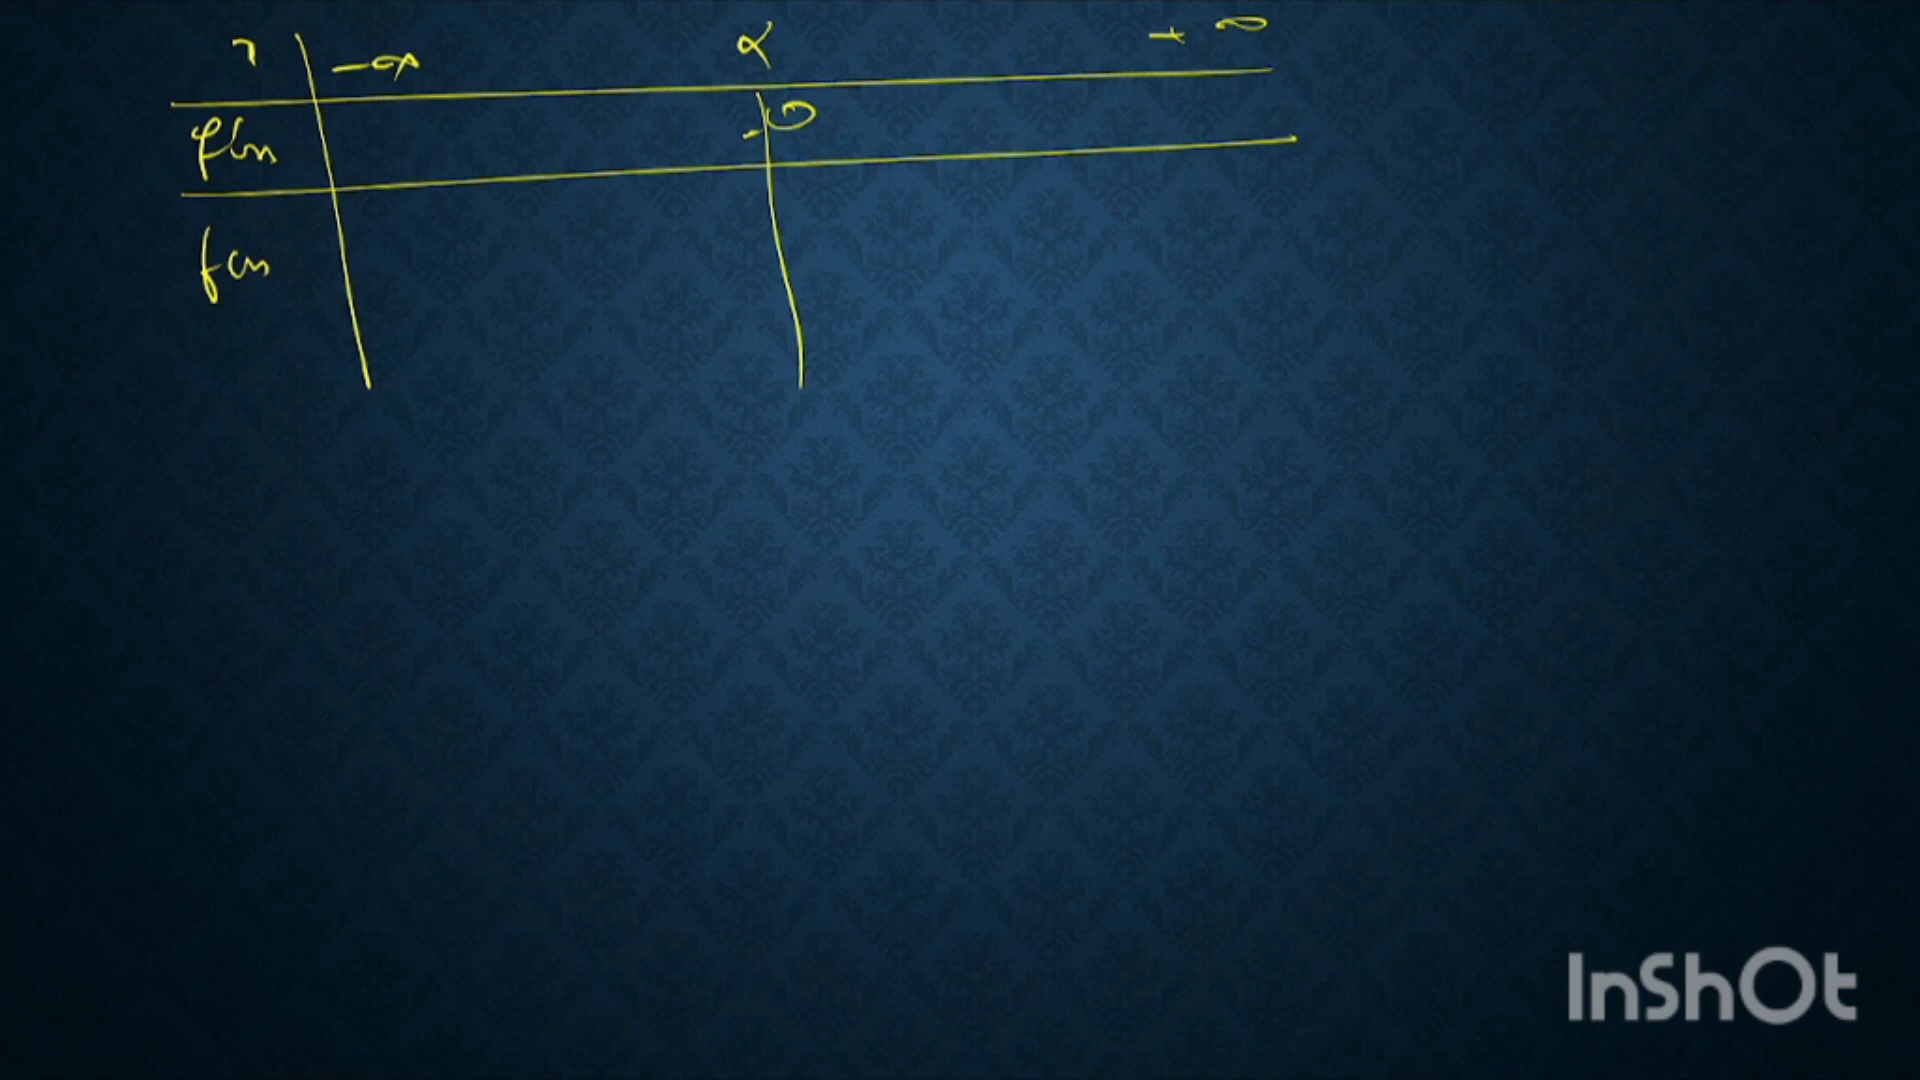 x -∞ α +∞
f'(x) 0
f(x)
InShOt